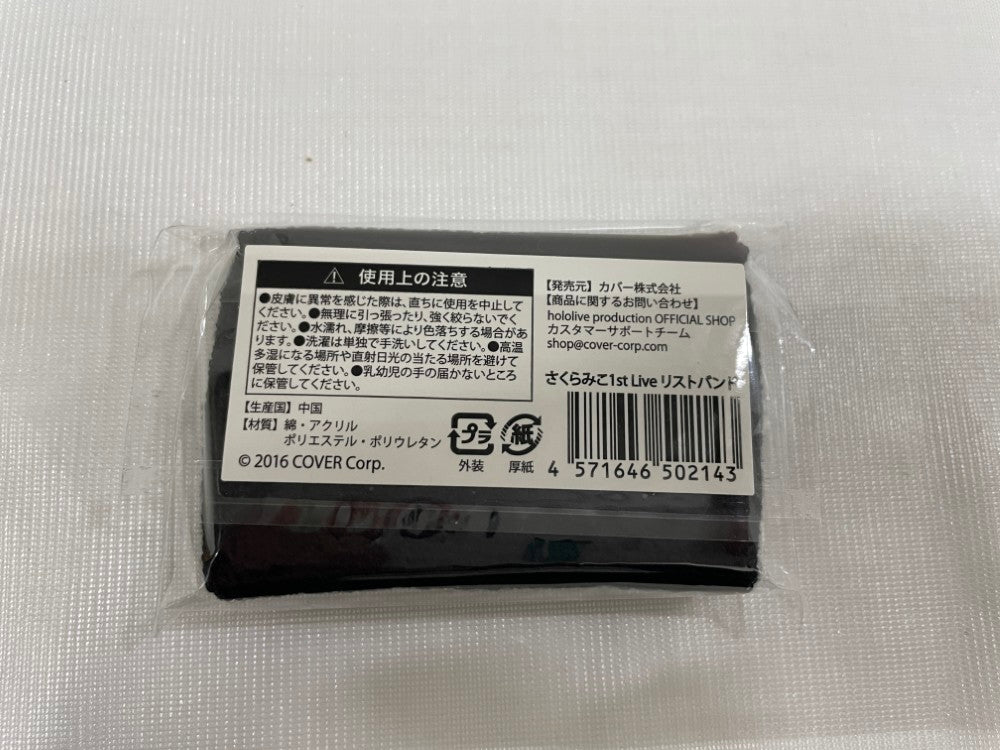 ⚠ 使用上の注意
●皮膚に異常を感じた際は、直ちに使用を中止して
ください。●無理に引っ張ったり、強く絞らないでく
ださい。●水濡れ、摩擦等により色落ちする場合があ
ります。●洗濯は単独で手洗いしてください。●高温
多湿になる場所や直射日光の当たる場所を避けて
保管してください。●乳幼児の手の届かないところ
に保管してください。
【生産国】中国
【材質】綿・アクリル
ポリエステル・ポリウレタン
© 2016 COVER Corp.
プラ
外装
紙
厚紙
【発売元】カバー株式会社
【商品に関するお問い合わせ】
hololive production OFFICIAL SHOP
カスタマーサポートチーム
shop@cover-corp.com
さくらみこ1st Live リストバンド
4 571646 502143